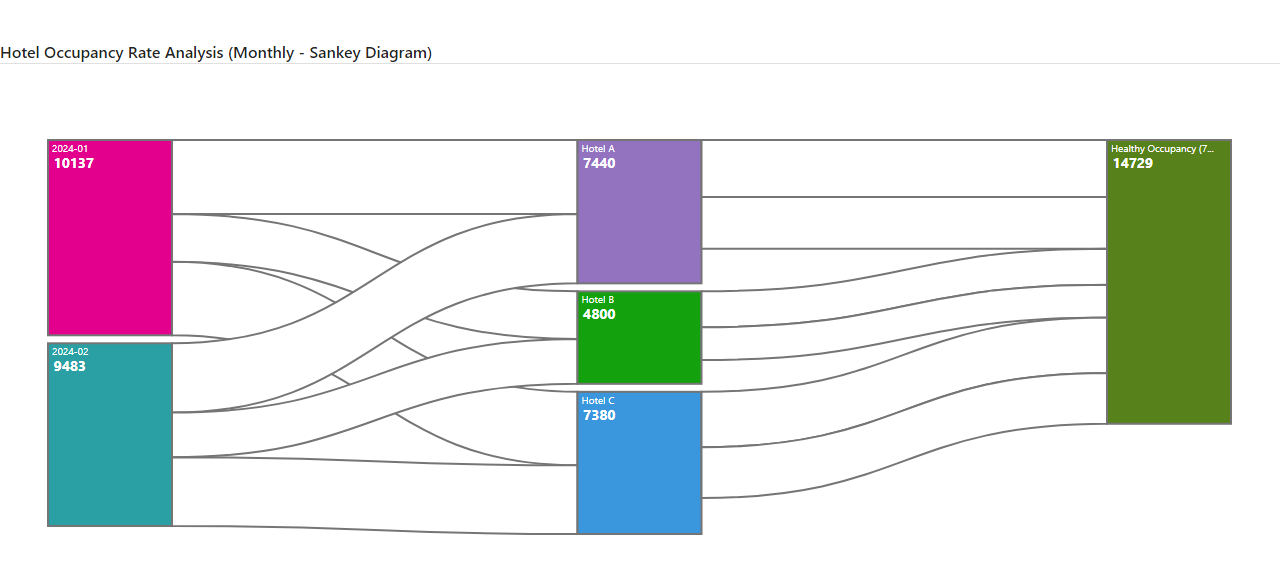 Hotel Occupancy Rate Analysis (Monthly - Sankey Diagram)
2024-01
10137
2024-02
9483
Hotel A
7440
Hotel B
4800
Hotel C
7380
Healthy Occupancy (7...
14729